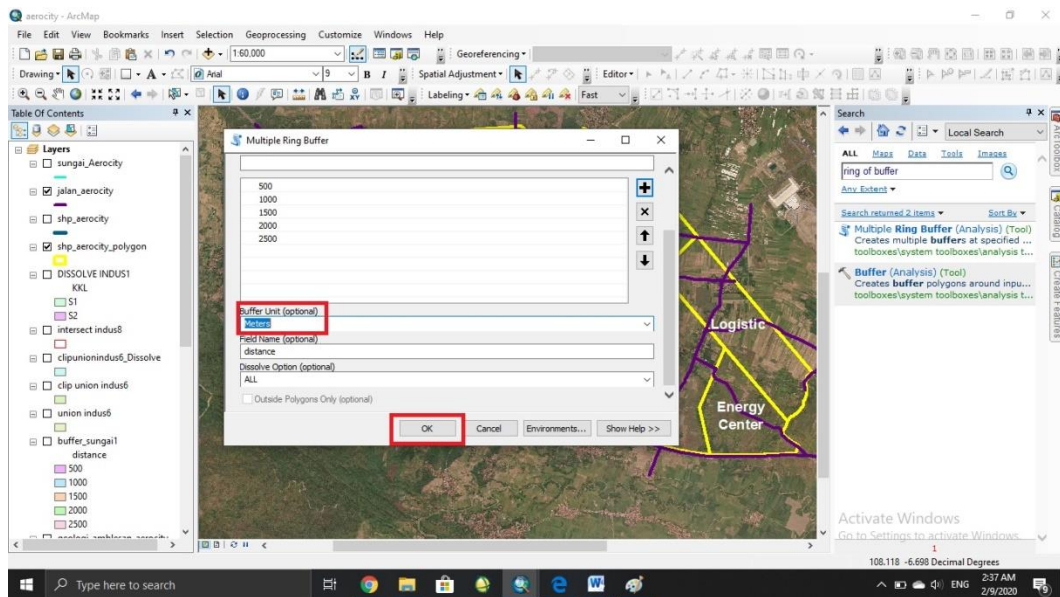 aerocity - ArcMap
File Edit View Bookmarks Insert Selection Geoprocessing Customize Windows Help
1:60,000
Georeferencing
Drawing
A
Arial
9
B I
Spatial Adjustment
Editor
Labeling
Fast
Table Of Contents
Layers
sungai_Aerocity
jalan_aerocity
shp_aerocity
shp_aerocity_polygon
DISSOLVE INDUS1
KKL
S1
S2
intersect indus8
clipunionindus6_Dissolve
clip union indus6
union indus6
buffer_sungai1
distance
500
1000
1500
2000
2500
Multiple Ring Buffer
500
1000
1500
2000
2500
Buffer Unit (optional)
Meters
Field Name (optional)
distance
Dissolve Option (optional)
ALL
Outside Polygons Only (optional)
OK
Cancel
Environments...
Show Help >>
Logistic
Energy
Center
Search
Local Search
ALL Maps Data Tools Images
ring of buffer
Any Extent
Search returned 2 items
Sort By
Multiple Ring Buffer (Analysis) (Tool)
Creates multiple buffers at specified ...
toolboxes\system toolboxes\analysis t...
Buffer (Analysis) (Tool)
Creates buffer polygons around inpu...
toolboxes\system toolboxes\analysis t...
ArcToolbox
Catalog
Create Features
Activate Windows
Go to Settings to activate Windows.
1
108.118 -6.698 Decimal Degrees
Type here to search
ENG
2:37 AM
2/9/2020